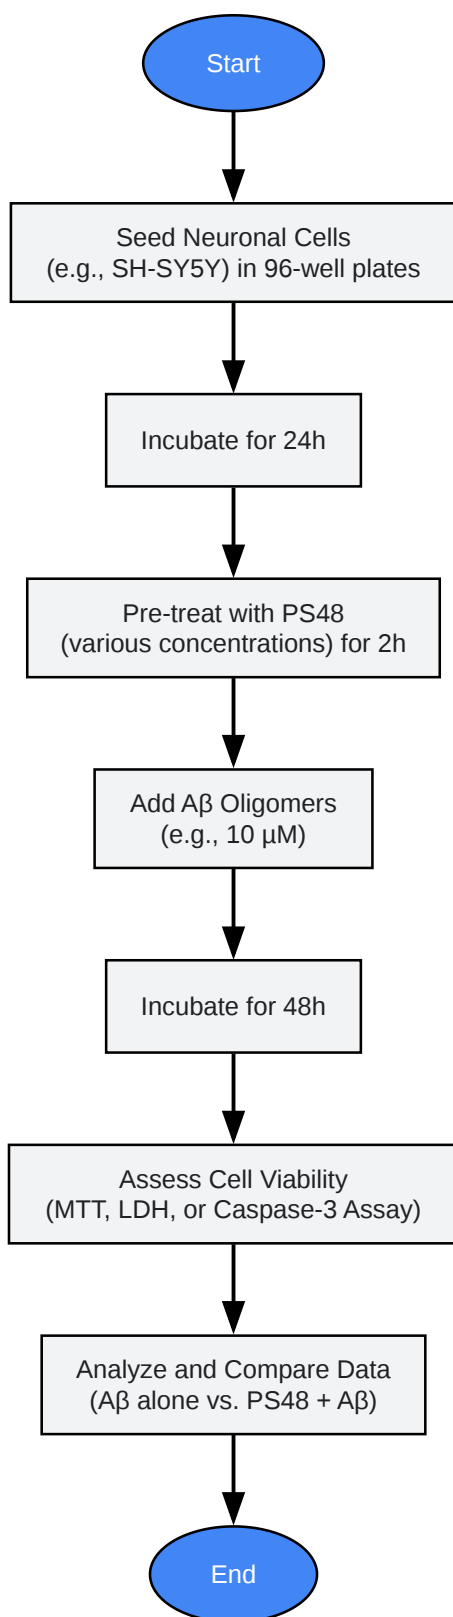 Start
Seed Neuronal Cells
(e.g., SH-SY5Y) in 96-well plates
Incubate for 24h
Pre-treat with PS48
(various concentrations) for 2h
Add Aβ Oligomers
(e.g., 10 µM)
Incubate for 48h
Assess Cell Viability
(MTT, LDH, or Caspase-3 Assay)
Analyze and Compare Data
(Aβ alone vs. PS48 + Aβ)
End